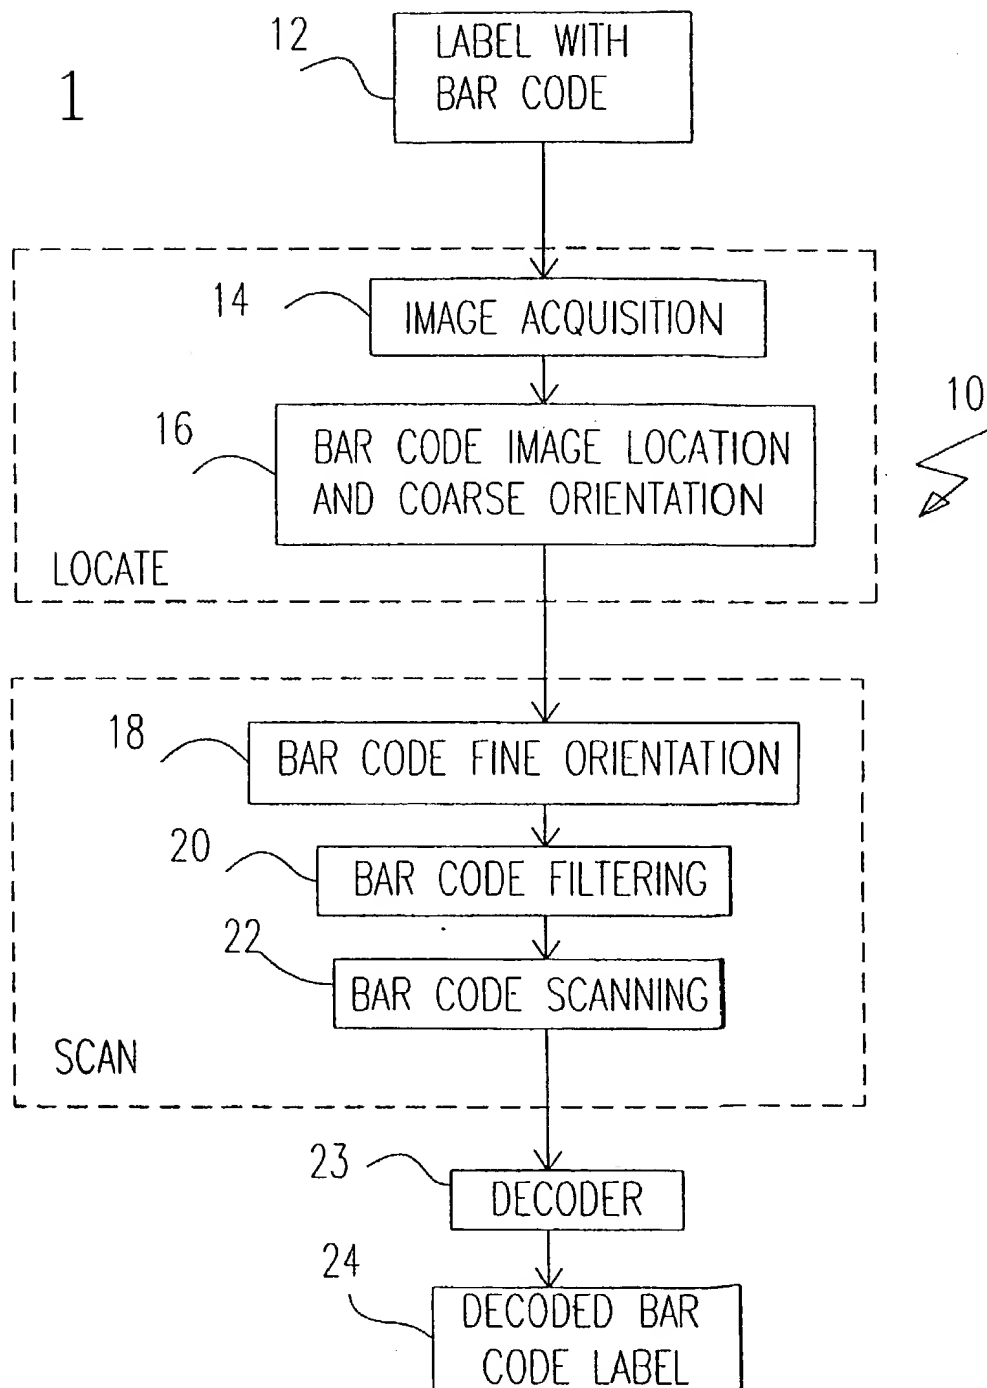 12
LABEL WITH
BAR CODE
1
14
IMAGE ACQUISITION
10
16
BAR CODE IMAGE LOCATION
AND COARSE ORIENTATION
LOCATE
18
BAR CODE FINE ORIENTATION
20
BAR CODE FILTERING
22
BAR CODE SCANNING
SCAN
23
DECODER
24
DECODED BAR
CODE LABEL